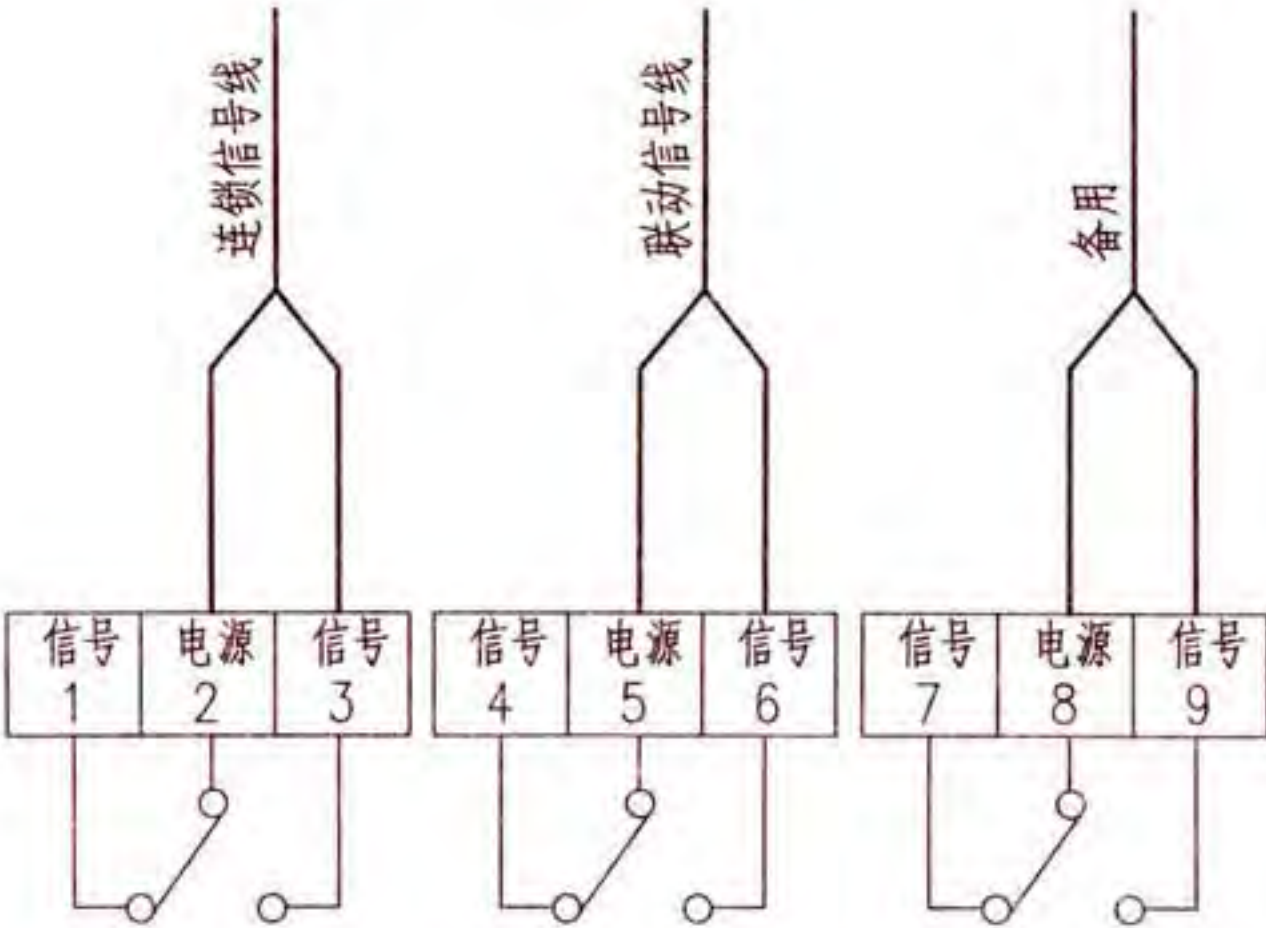 连锁信号线
联动信号线
备用
信号 电源 信号 信号 电源 信号 信号 电源 信号
1 2 3 4 5 6 7 8 9